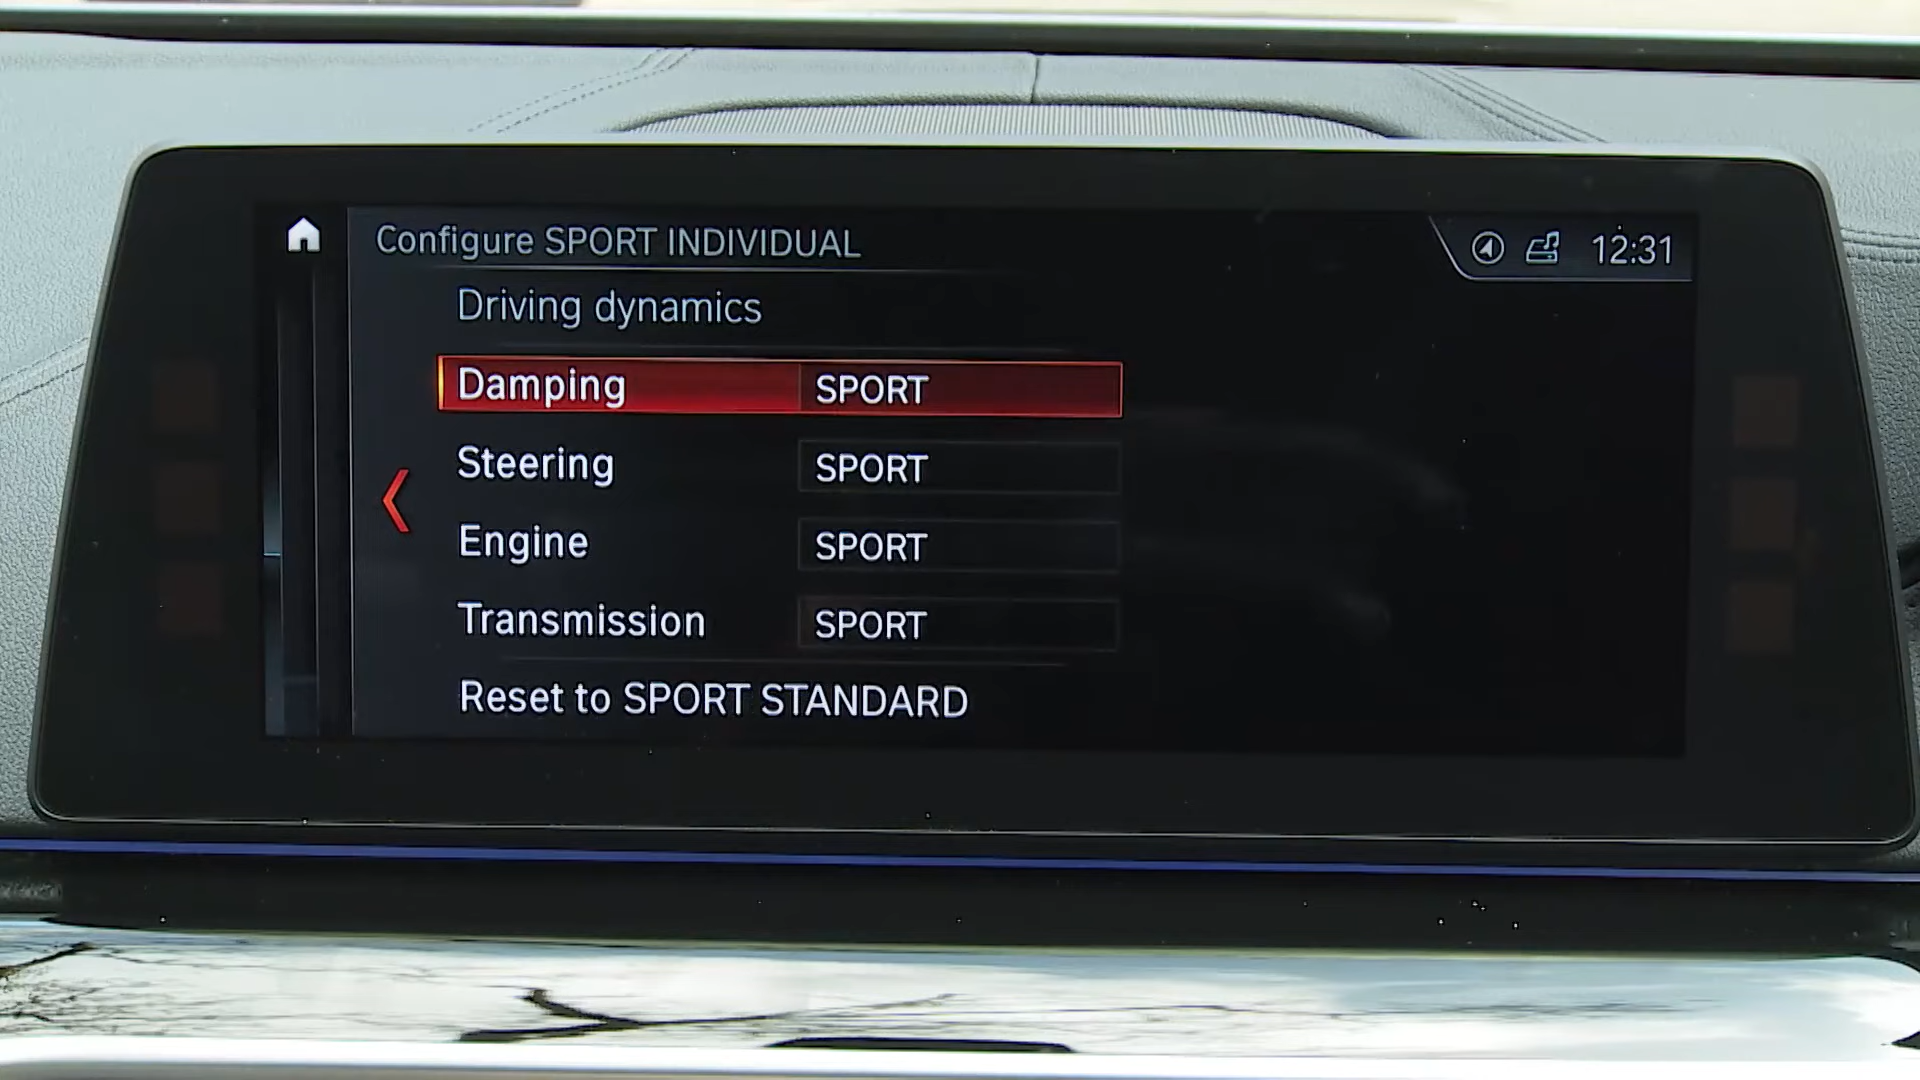 Configure SPORT INDIVIDUAL
12:31
Driving dynamics
Damping SPORT
Steering SPORT
Engine SPORT
Transmission SPORT
Reset to SPORT STANDARD